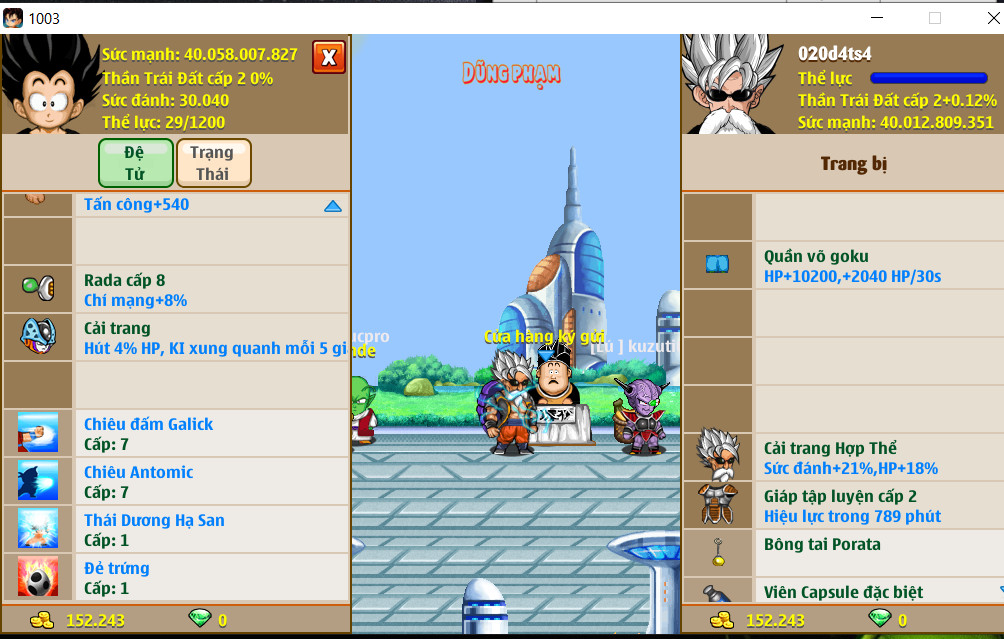 1003
Sức mạnh: 40.058.007.827
Thần Trái Đất cấp 2 0%
Sức đánh: 30.040
Thể lực: 29/1200
X
Đệ
Tử
Trạng
Thái
Tấn công+540
Rada cấp 8
Chí mạng+8%
Cải trang
Hút 4% HP, KI xung quanh mỗi 5 gi
Chiêu đấm Galick
Cấp: 7
Chiêu Antomic
Cấp: 7
Thái Dương Hạ San
Cấp: 1
Đẻ trứng
Cấp: 1
152.243
0
DŨNG PHẠM
ucpro
nde
Cửa hàng ký gửi
[Lú ] kuzuti
020d4ts4
Thể lực
Thần Trái Đất cấp 2+0.12%
Sức mạnh: 40.012.809.351
Trang bị
Quần võ goku
HP+10200,+2040 HP/30s
Cải trang Hợp Thể
Sức đánh+21%,HP+18%
Giáp tập luyện cấp 2
Hiệu lực trong 789 phút
Bông tai Porata
Viên Capsule đặc biệt
152.243
0